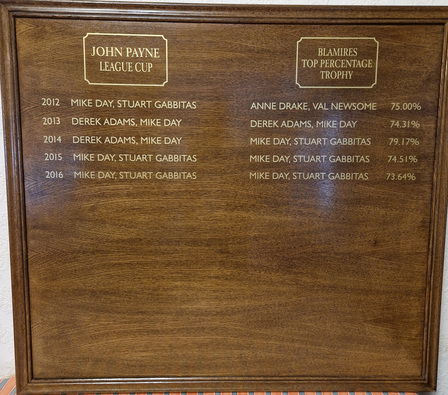 JOHN PAYNE
LEAGUE CUP
BLAMIRES
TOP PERCENTAGE
TROPHY
2012 MIKE DAY, STUART GABBITAS ANNE DRAKE, VAL NEWSOME 75.00%
2013 DEREK ADAMS, MIKE DAY DEREK ADAMS, MIKE DAY 74.31%
2014 DEREK ADAMS, MIKE DAY MIKE DAY, STUART GABBITAS 79.17%
2015 MIKE DAY, STUART GABBITAS MIKE DAY, STUART GABBITAS 74.51%
2016 MIKE DAY, STUART GABBITAS MIKE DAY, STUART GABBITAS 73.64%